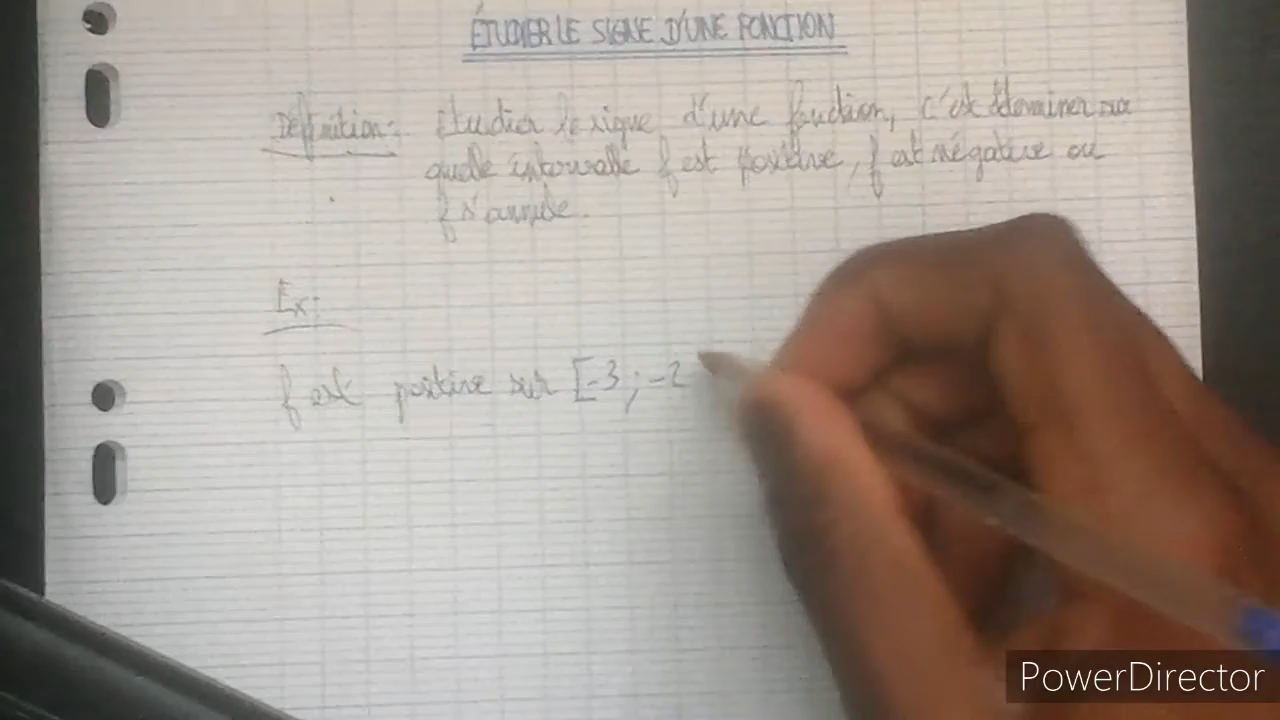 ÉTUDIER LE SIGNE D'UNE FONCTION
Définition: Étudier le signe d'une fonction, c'est déterminer sur
quelle intervalle f est positive, f est négative ou
f s'annule.
Ex:
f est positive sur [-3; -2
PowerDirector